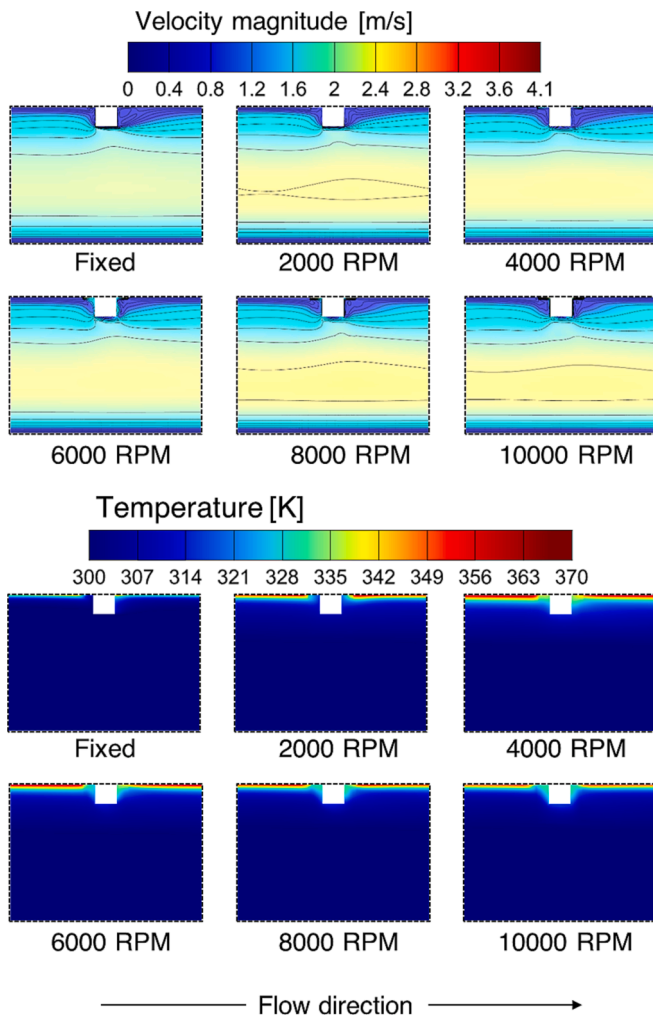 Velocity magnitude [m/s]
0 0.4 0.8 1.2 1.6 2 2.4 2.8 3.2 3.6 4.1
Fixed 2000 RPM 4000 RPM
6000 RPM 8000 RPM 10000 RPM
Temperature [K]
300 307 314 321 328 335 342 349 356 363 370
Fixed 2000 RPM 4000 RPM
6000 RPM 8000 RPM 10000 RPM
Flow direction